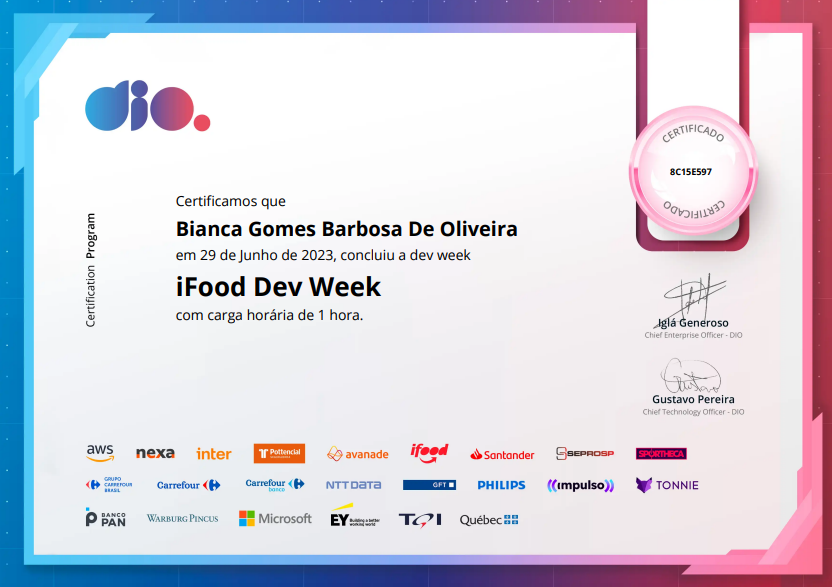 dio.
CERTIFICADO
8C15E597
CERTIFICADO
Certification Program
Certificamos que
Bianca Gomes Barbosa De Oliveira
em 29 de Junho de 2023, concluiu a dev week
iFood Dev Week
com carga horária de 1 hora.
Iglá Generoso
Chief Enterprise Officer - DIO
Gustavo Pereira
Chief Technology Officer - DIO
aws nexa inter Pottencial avanade ifood Santander SEPROSP SPORTHECA
GRUPO CARREFOUR BRASIL Carrefour Carrefour banco NTT DATA GFT PHILIPS ((impulso)) TONNIE
BANCO PAN WARBURG PINCUS Microsoft EY Building a better working world Québec